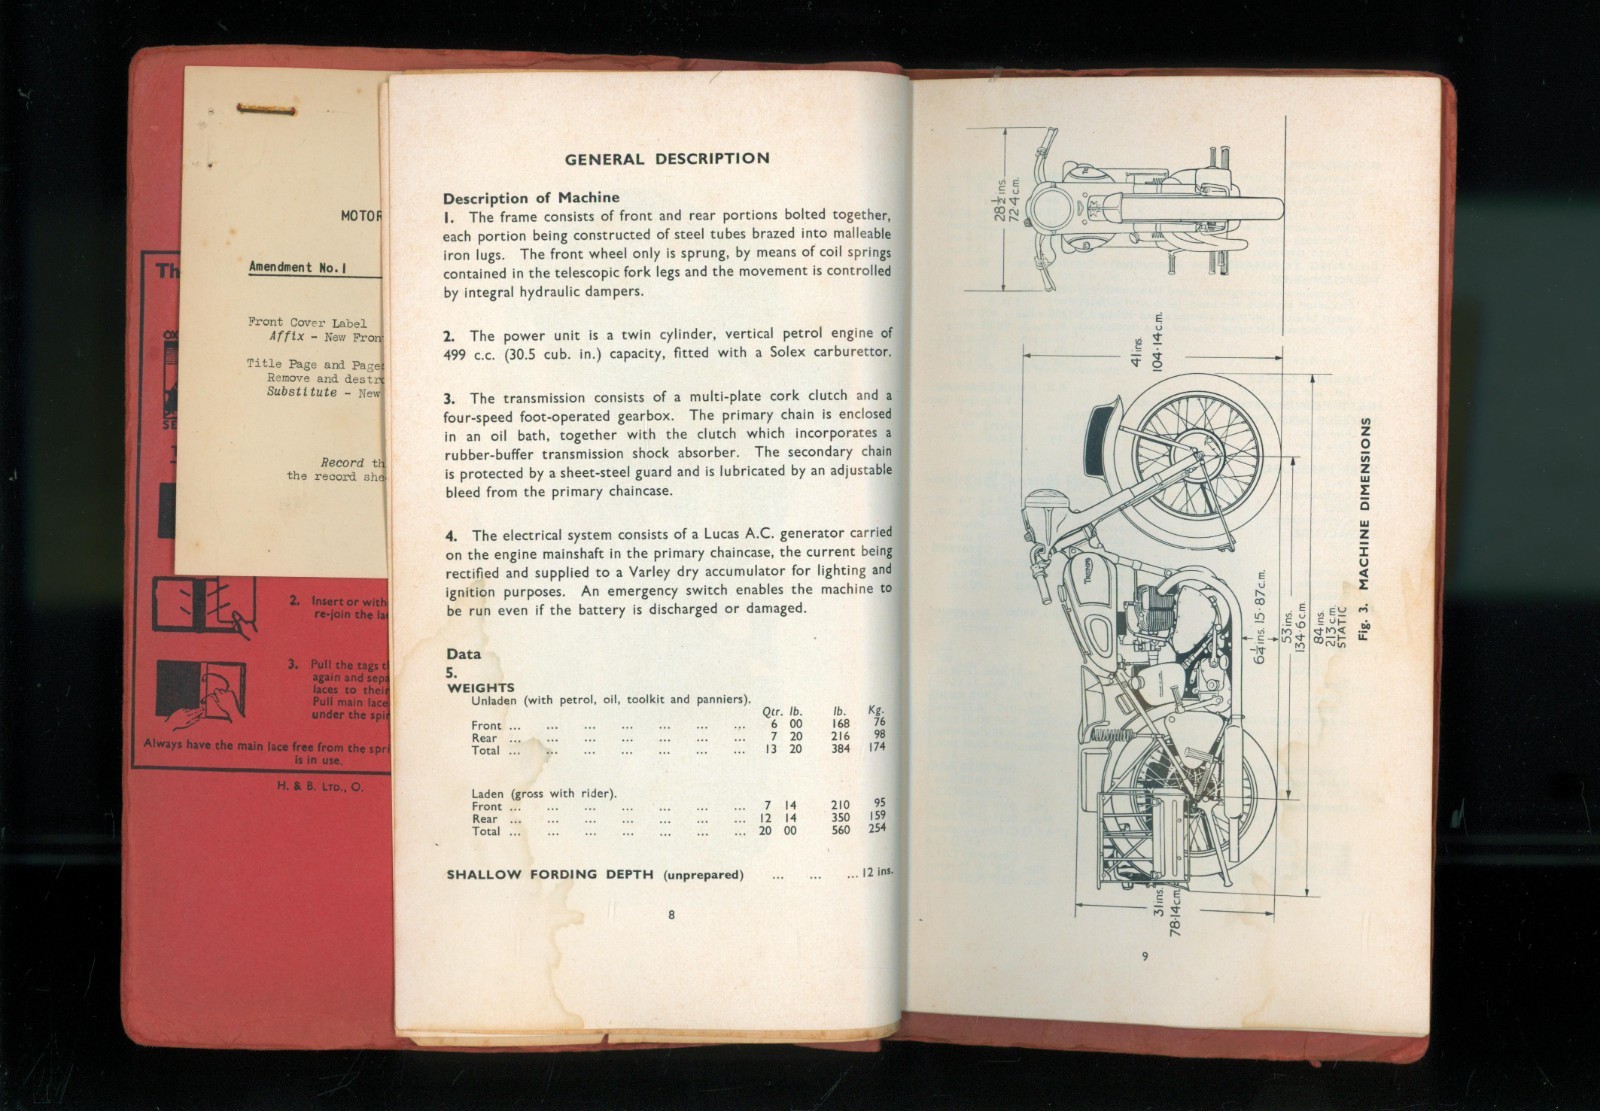 MOTOR
Amendment No.1
Front Cover Label
Affix - New Fron
Title Page and Pages
Remove and destro
Substitute - New
Record th
the record she
Th
2. Insert or with
re-join the la
3. Pull the tags t
again and sepa
laces to their
Pull main lace
under the spi
Always have the main lace free from the spri
is in use.
H. & B. LTD., O.
GENERAL DESCRIPTION
Description of Machine
1. The frame consists of front and rear portions bolted together,
each portion being constructed of steel tubes brazed into malleable
iron lugs. The front wheel only is sprung, by means of coil springs
contained in the telescopic fork legs and the movement is controlled
by integral hydraulic dampers.
2. The power unit is a twin cylinder, vertical petrol engine of
499 c.c. (30.5 cub. in.) capacity, fitted with a Solex carburettor.
3. The transmission consists of a multi-plate cork clutch and a
four-speed foot-operated gearbox. The primary chain is enclosed
in an oil bath, together with the clutch which incorporates a
rubber-buffer transmission shock absorber. The secondary chain
is protected by a sheet-steel guard and is lubricated by an adjustable
bleed from the primary chaincase.
4. The electrical system consists of a Lucas A.C. generator carried
on the engine mainshaft in the primary chaincase, the current being
rectified and supplied to a Varley dry accumulator for lighting and
ignition purposes. An emergency switch enables the machine to
be run even if the battery is discharged or damaged.
Data
5.
WEIGHTS
Unladen (with petrol, oil, toolkit and panniers).
Qtr. lb. lb. Kg.
Front ... ... ... ... ... ... ... 6 00 168 76
Rear ... ... ... ... ... ... ... 7 20 216 98
Total ... ... ... ... ... ... ... 13 20 384 174
Laden (gross with rider).
Front ... ... ... ... ... ... ... 7 14 210 95
Rear ... ... ... ... ... ... ... 12 14 350 159
Total ... ... ... ... ... ... ... 20 00 560 254
SHALLOW FORDING DEPTH (unprepared) ... ... ... 12 ins.
8
28½ ins.
72·4 c.m.
41 ins.
104·14 c.m.
TRIUMPH
6¼ ins. 15·87 c.m.
53 ins.
134·6 c.m.
84 ins.
213 c.m.
STATIC
31 ins.
78·14 c.m.
Fig. 3. MACHINE DIMENSIONS
9